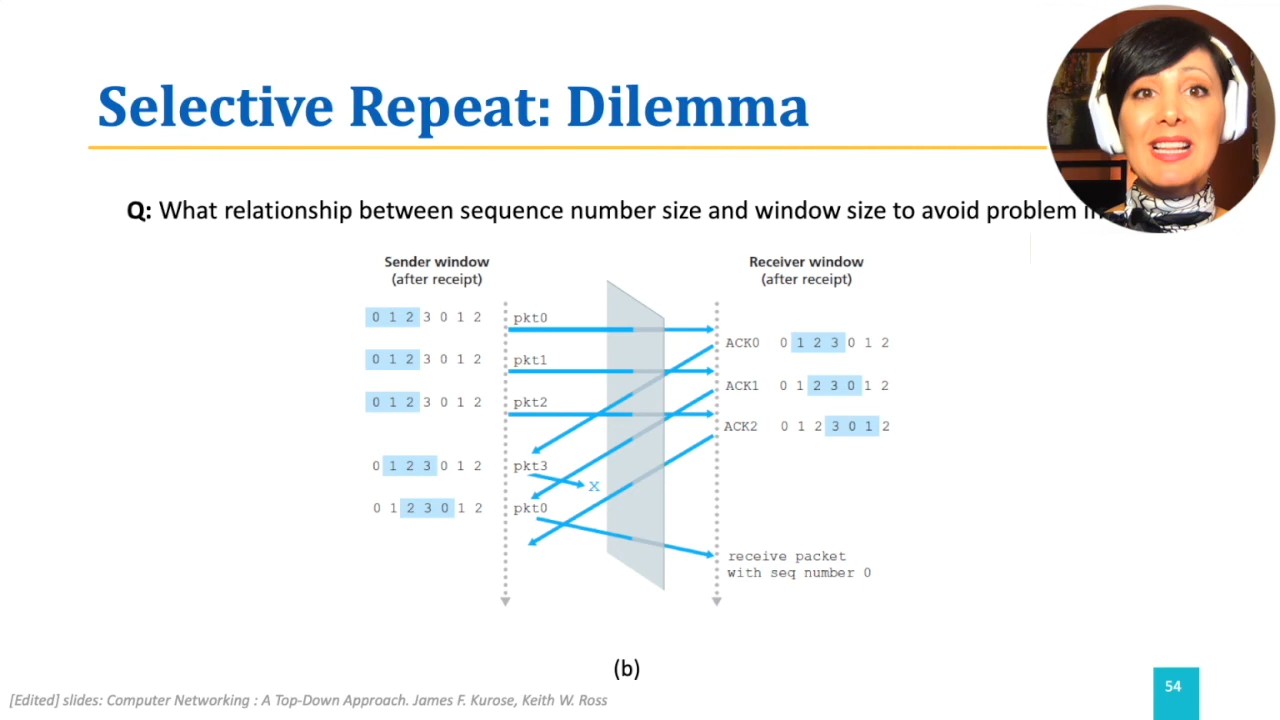 Selective Repeat: Dilemma
Q: What relationship between sequence number size and window size to avoid problem in
Sender window
(after receipt)
Receiver window
(after receipt)
0 1 2 3 0 1 2 pkt0
ACK0 0 1 2 3 0 1 2
0 1 2 3 0 1 2 pkt1
ACK1 0 1 2 3 0 1 2
0 1 2 3 0 1 2 pkt2
ACK2 0 1 2 3 0 1 2
0 1 2 3 0 1 2 pkt3
X
0 1 2 3 0 1 2 pkt0
receive packet
with seq number 0
(b)
54
[Edited] slides: Computer Networking : A Top-Down Approach. James F. Kurose, Keith W. Ross